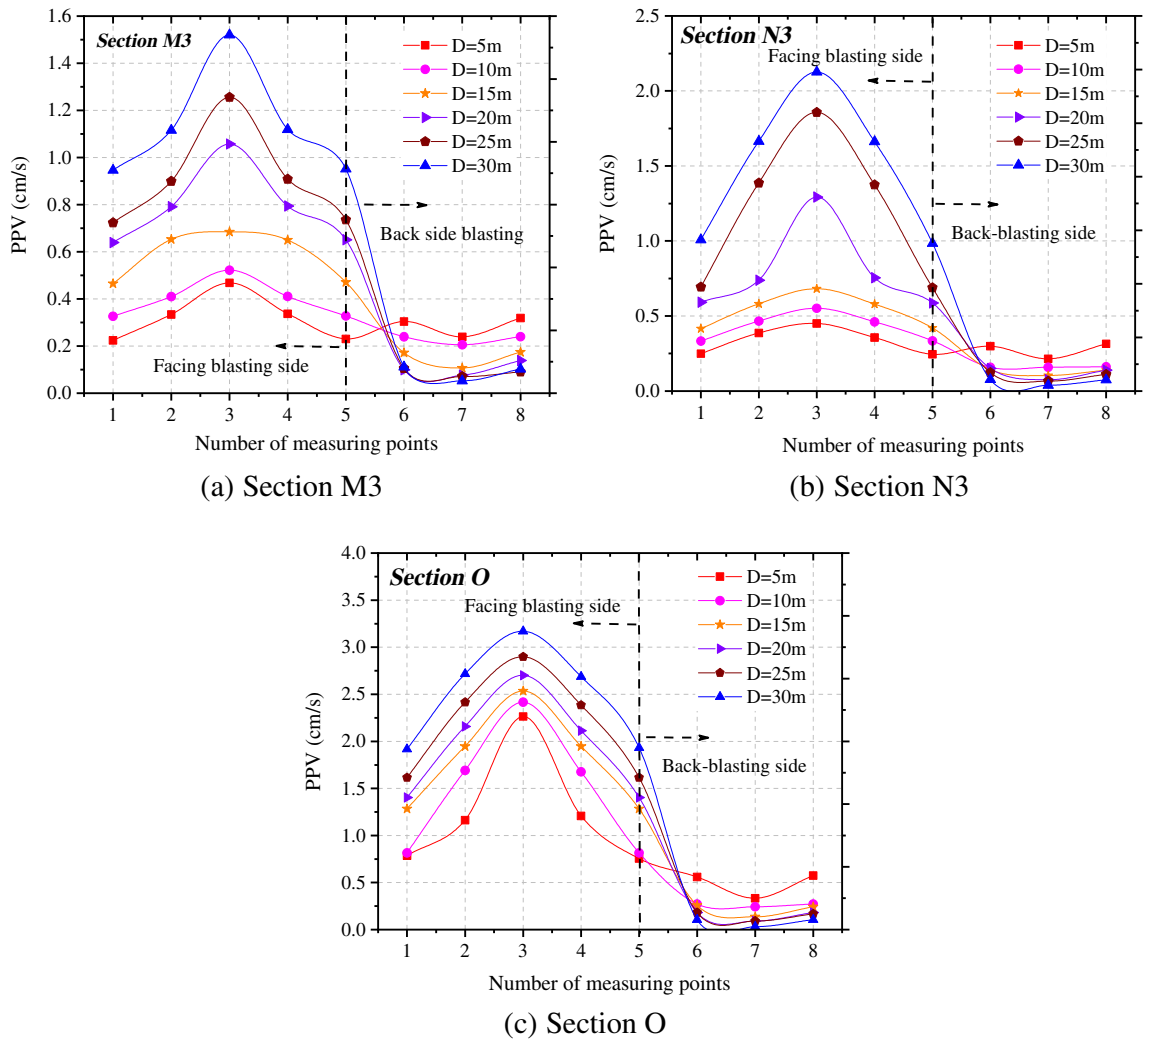 Section M3
D=5m
D=10m
D=15m
D=20m
D=25m
D=30m
Back side blasting
Facing blasting side
PPV (cm/s)
1.6
1.4
1.2
1.0
0.8
0.6
0.4
0.2
0.0
1 2 3 4 5 6 7 8
Number of measuring points
(a) Section M3
Section N3
Facing blasting side
D=5m
D=10m
D=15m
D=20m
D=25m
D=30m
Back-blasting side
PPV (cm/s)
2.5
2.0
1.5
1.0
0.5
0.0
1 2 3 4 5 6 7 8
Number of measuring points
(b) Section N3
Section O
Facing blasting side
D=5m
D=10m
D=15m
D=20m
D=25m
D=30m
Back-blasting side
PPV (cm/s)
4.0
3.5
3.0
2.5
2.0
1.5
1.0
0.5
0.0
1 2 3 4 5 6 7 8
Number of measuring points
(c) Section O